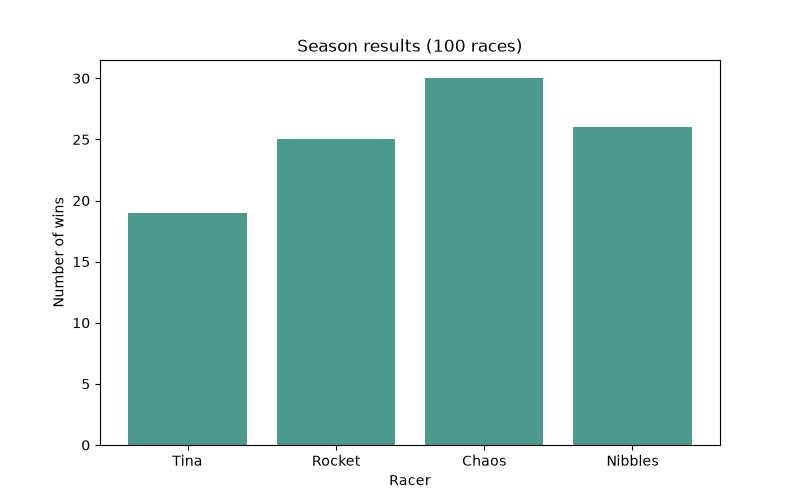 Season results (100 races)
30
25
20
15
10
5
0
Number of wins
Tina Rocket Chaos Nibbles
Racer